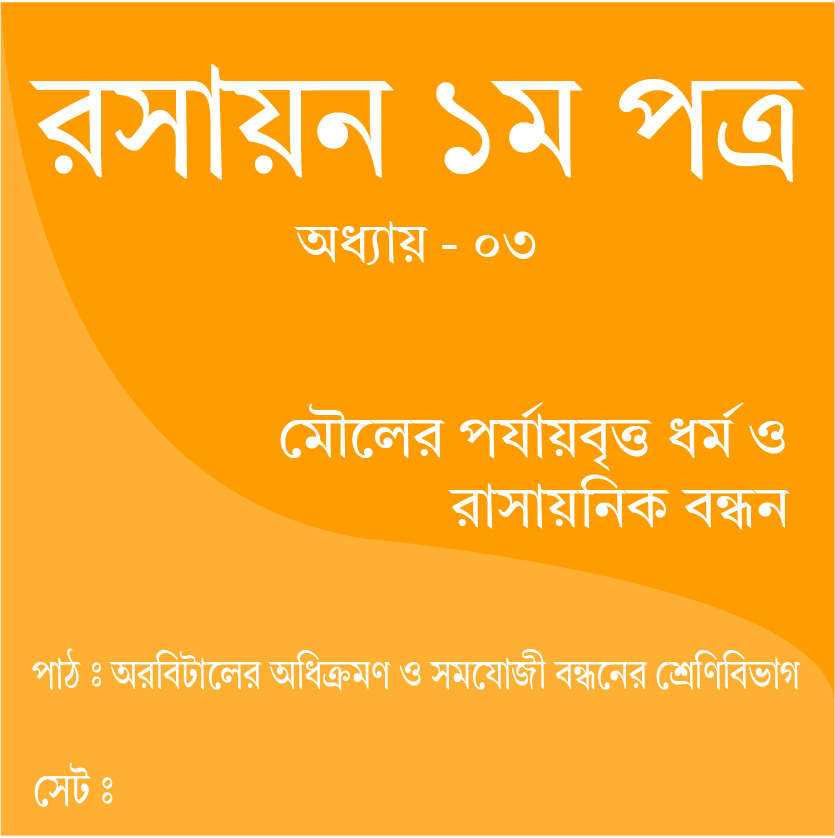 রসায়ন ১ম পত্র
অধ্যায় - ০৩
মৌলের পর্যায়বৃত্ত ধর্ম ও
রাসায়নিক বন্ধন
পাঠ ঃ অরবিটালের অধিক্রমণ ও সমযোজী বন্ধনের শ্রেণিবিভাগ
সেট ঃ